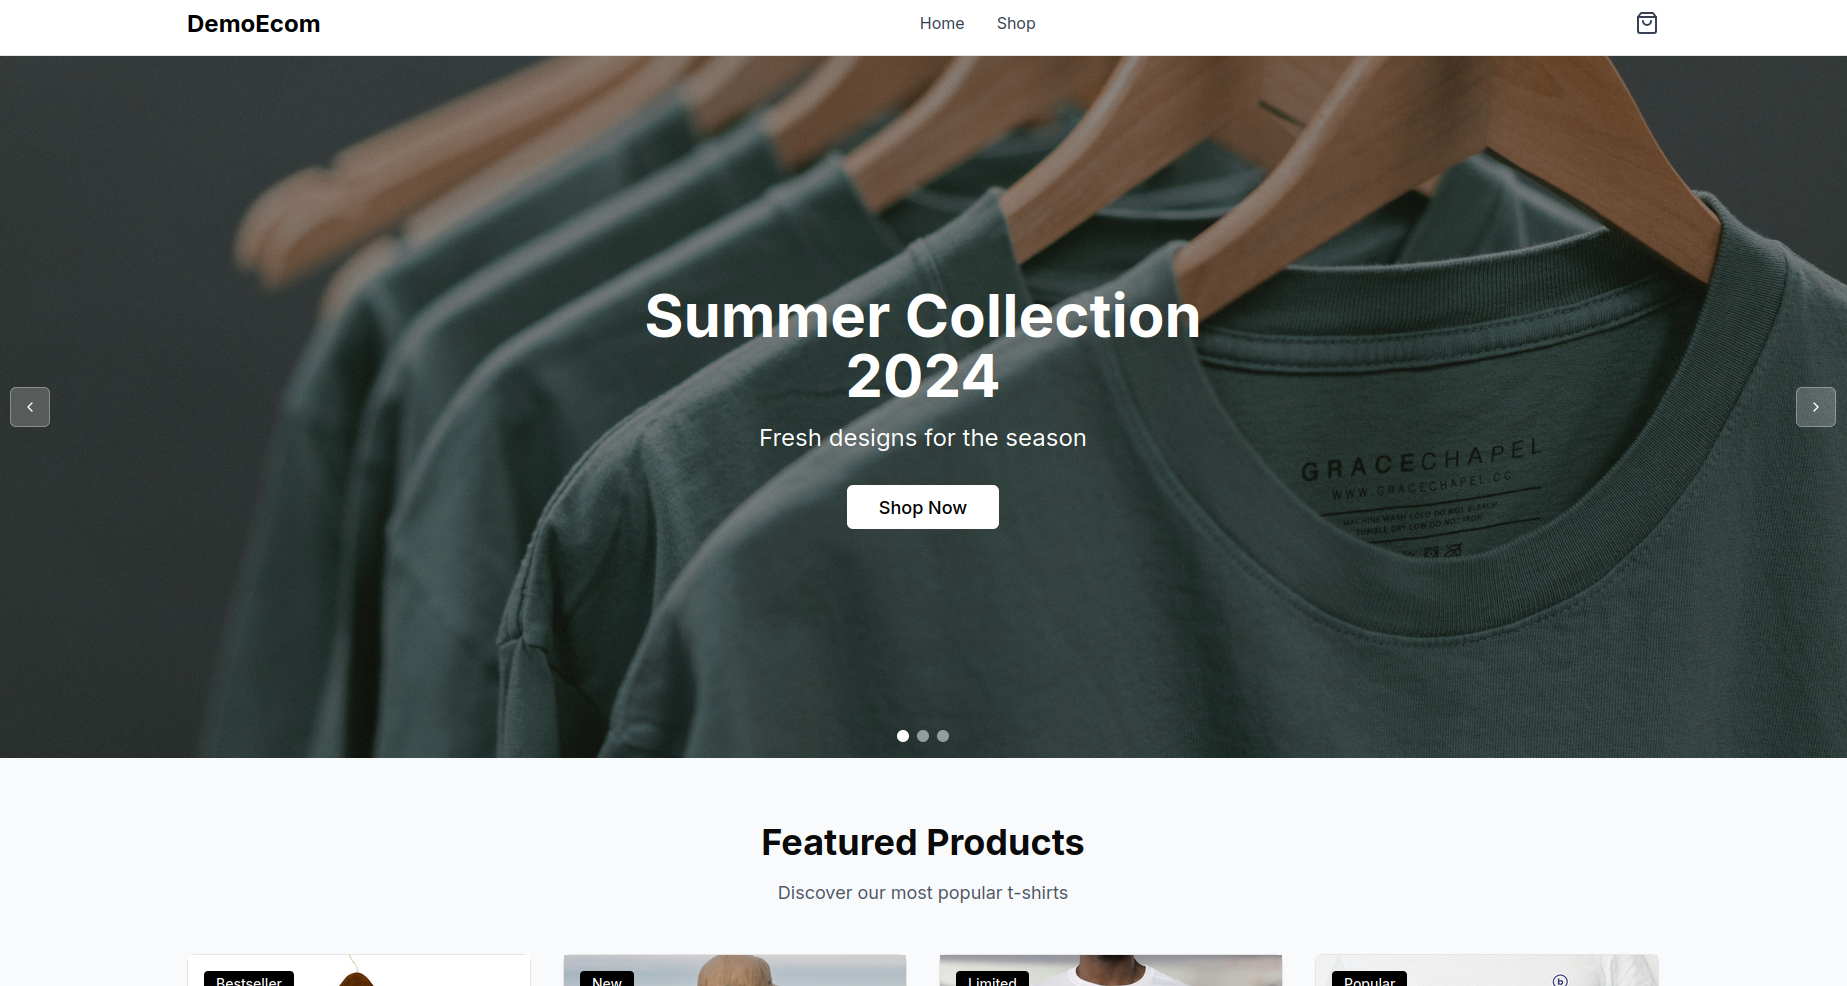 DemoEcom
Home
Shop
Summer Collection
2024
Fresh designs for the season
Shop Now
GRACECHAPEL
WWW.GRACECHAPEL.CC
MACHINE WASH COLD DO NOT BLEACH
TUMBLE DRY LOW DO NOT IRON
Featured Products
Discover our most popular t-shirts
Bestseller
New
Limited
Popular